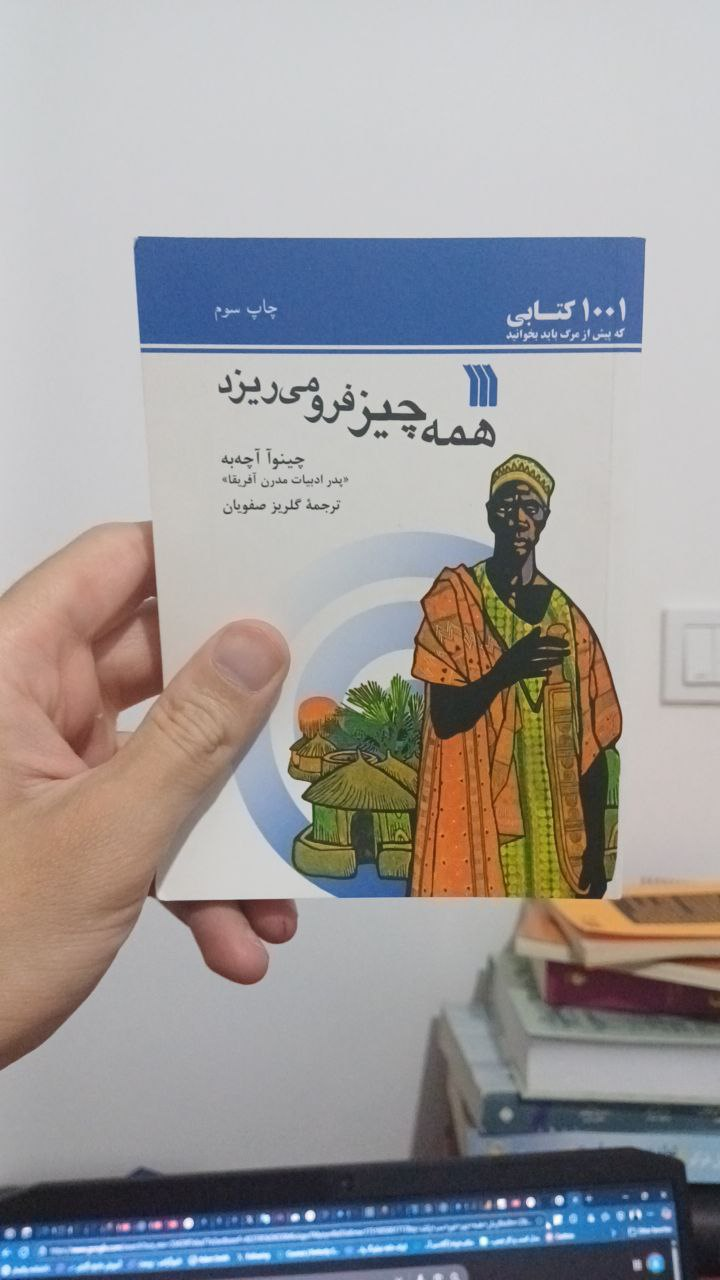 ۱۰۰۱ کتابی
که پیش از مرگ باید بخوانید
چاپ سوم
همه چیز فرو می‌ریزد
چینوآ آچه‌به
«پدر ادبیات مدرن آفریقا»
ترجمهٔ گلریز صفویان